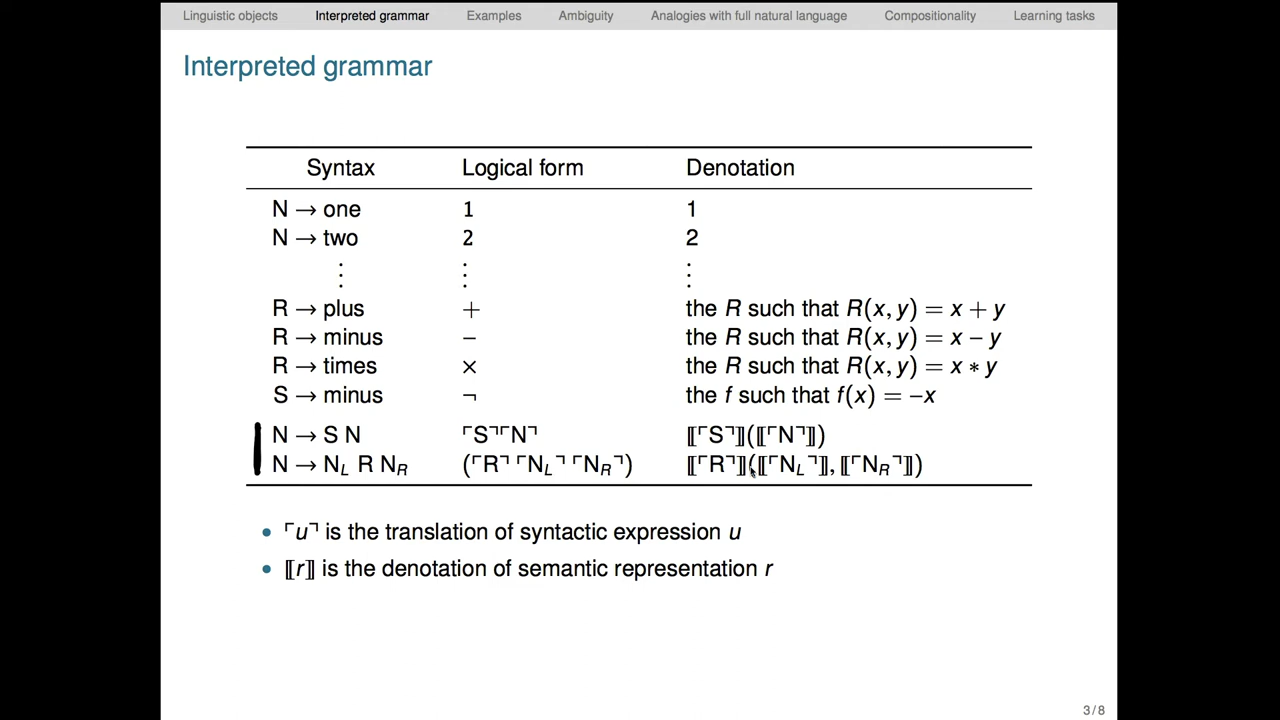 Linguistic objects Interpreted grammar Examples Ambiguity Analogies with full natural language Compositionality Learning tasks
Interpreted grammar
Syntax Logical form Denotation
N → one 1 1
N → two 2 2
⋮ ⋮ ⋮
R → plus + the R such that R(x, y) = x + y
R → minus − the R such that R(x, y) = x − y
R → times × the R such that R(x, y) = x ∗ y
S → minus ¬ the f such that f(x) = −x
N → S N ⌜S⌝⌜N⌝ ⟦⌜S⌝⟧(⟦⌜N⌝⟧)
N → N_L R N_R (⌜R⌝ ⌜N_L⌝ ⌜N_R⌝) ⟦⌜R⌝⟧(⟦⌜N_L⌝⟧, ⟦⌜N_R⌝⟧)
• ⌜u⌝ is the translation of syntactic expression u
• ⟦r⟧ is the denotation of semantic representation r
3 / 8